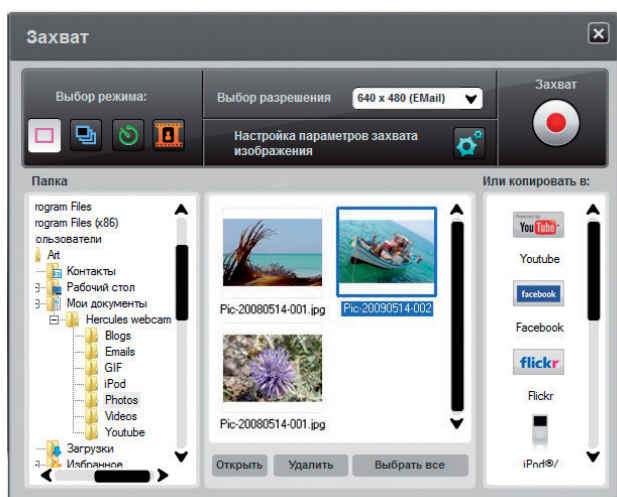 Захват
Выбор режима:
Выбор разрешения
640 x 480 (EMail)
Захват
Настройка параметров захвата
изображения
Папка
Или копировать в:
rogram Files
rogram Files (x86)
ользователи
Art
Контакты
Рабочий стол
Мои документы
Hercules webcam
Blogs
Emails
GIF
iPod
Photos
Videos
Youtube
Загрузки
Избранное
Pic-20080514-001.jpg
Pic-20090514-002
Pic-20080514-001.jpg
Открыть
Удалить
Выбрать все
Powered by
YouTube
Youtube
facebook
Facebook
flickr
Flickr
iPod®/